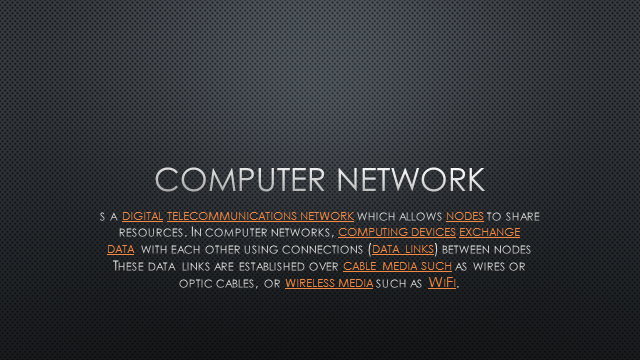 COMPUTER NETWORK
S A DIGITAL TELECOMMUNICATIONS NETWORK WHICH ALLOWS NODES TO SHARE
RESOURCES. IN COMPUTER NETWORKS, COMPUTING DEVICES EXCHANGE
DATA WITH EACH OTHER USING CONNECTIONS (DATA LINKS) BETWEEN NODES
THESE DATA LINKS ARE ESTABLISHED OVER CABLE MEDIA SUCH AS WIRES OR
OPTIC CABLES, OR WIRELESS MEDIA SUCH AS WIFI.